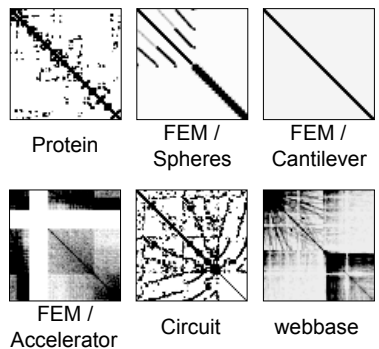 Protein
FEM /
Spheres
FEM /
Cantilever
FEM /
Accelerator
Circuit
webbase